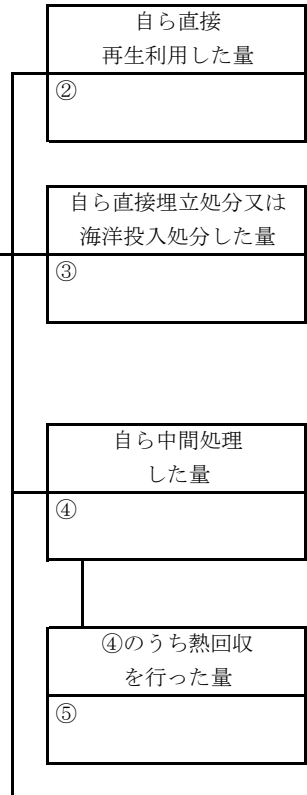 自ら直接
再生利用した量
②
自ら直接埋立処分又は
海洋投入処分した量
③
自ら中間処理
した量
④
④のうち熱回収
を行った量
⑤